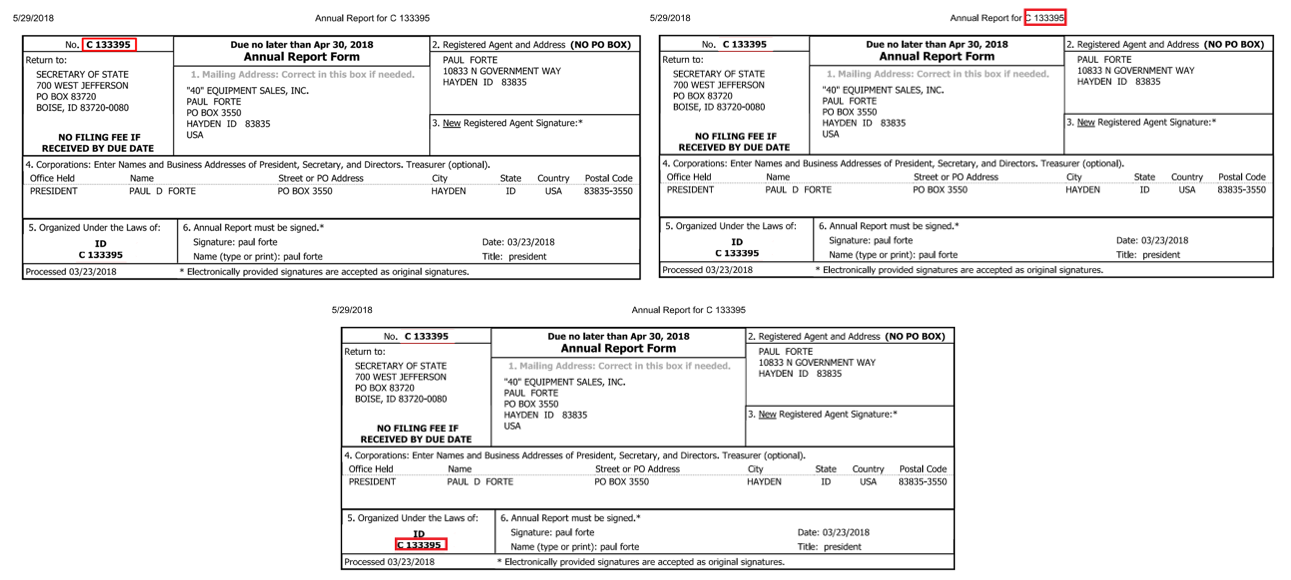 5/29/2018 Annual Report for C 133395
No. C 133395
Return to:
SECRETARY OF STATE
700 WEST JEFFERSON
PO BOX 83720
BOISE, ID 83720-0080
NO FILING FEE IF
RECEIVED BY DUE DATE
Due no later than Apr 30, 2018
Annual Report Form
1. Mailing Address: Correct in this box if needed.
"40" EQUIPMENT SALES, INC.
PAUL FORTE
PO BOX 3550
HAYDEN ID 83835
USA
2. Registered Agent and Address (NO PO BOX)
PAUL FORTE
10833 N GOVERNMENT WAY
HAYDEN ID 83835
3. New Registered Agent Signature:*
4. Corporations: Enter Names and Business Addresses of President, Secretary, and Directors. Treasurer (optional).
Office Held Name Street or PO Address City State Country Postal Code
PRESIDENT PAUL D FORTE PO BOX 3550 HAYDEN ID USA 83835-3550
5. Organized Under the Laws of:
ID
C 133395
6. Annual Report must be signed.*
Signature: paul forte Date: 03/23/2018
Name (type or print): paul forte Title: president
Processed 03/23/2018 * Electronically provided signatures are accepted as original signatures.
5/29/2018 Annual Report for C 133395
No. C 133395
Return to:
SECRETARY OF STATE
700 WEST JEFFERSON
PO BOX 83720
BOISE, ID 83720-0080
NO FILING FEE IF
RECEIVED BY DUE DATE
Due no later than Apr 30, 2018
Annual Report Form
1. Mailing Address: Correct in this box if needed.
"40" EQUIPMENT SALES, INC.
PAUL FORTE
PO BOX 3550
HAYDEN ID 83835
USA
2. Registered Agent and Address (NO PO BOX)
PAUL FORTE
10833 N GOVERNMENT WAY
HAYDEN ID 83835
3. New Registered Agent Signature:*
4. Corporations: Enter Names and Business Addresses of President, Secretary, and Directors. Treasurer (optional).
Office Held Name Street or PO Address City State Country Postal Code
PRESIDENT PAUL D FORTE PO BOX 3550 HAYDEN ID USA 83835-3550
5. Organized Under the Laws of:
ID
C 133395
6. Annual Report must be signed.*
Signature: paul forte Date: 03/23/2018
Name (type or print): paul forte Title: president
Processed 03/23/2018 * Electronically provided signatures are accepted as original signatures.
5/29/2018 Annual Report for C 133395
No. C 133395
Return to:
SECRETARY OF STATE
700 WEST JEFFERSON
PO BOX 83720
BOISE, ID 83720-0080
NO FILING FEE IF
RECEIVED BY DUE DATE
Due no later than Apr 30, 2018
Annual Report Form
1. Mailing Address: Correct in this box if needed.
"40" EQUIPMENT SALES, INC.
PAUL FORTE
PO BOX 3550
HAYDEN ID 83835
USA
2. Registered Agent and Address (NO PO BOX)
PAUL FORTE
10833 N GOVERNMENT WAY
HAYDEN ID 83835
3. New Registered Agent Signature:*
4. Corporations: Enter Names and Business Addresses of President, Secretary, and Directors. Treasurer (optional).
Office Held Name Street or PO Address City State Country Postal Code
PRESIDENT PAUL D FORTE PO BOX 3550 HAYDEN ID USA 83835-3550
5. Organized Under the Laws of:
ID
C 133395
6. Annual Report must be signed.*
Signature: paul forte Date: 03/23/2018
Name (type or print): paul forte Title: president
Processed 03/23/2018 * Electronically provided signatures are accepted as original signatures.